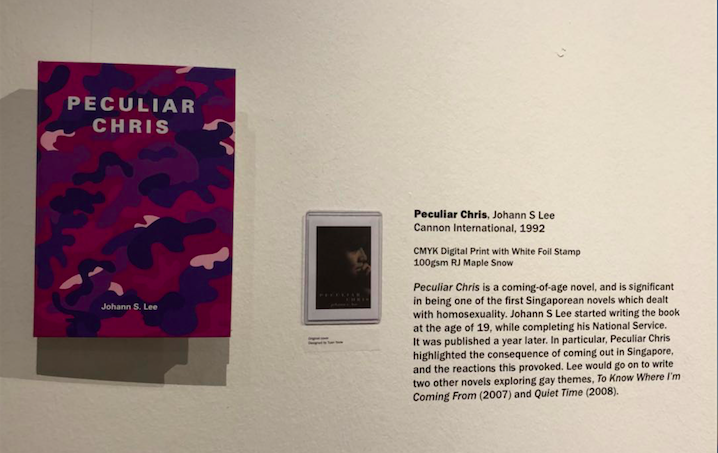 PECULIAR
CHRIS
Johann S. Lee
PECULIAR
CHRIS
Original cover
Peculiar Chris, Johann S Lee
Cannon International, 1992
CMYK Digital Print with White Foil Stamp
100gsm RJ Maple Snow
Peculiar Chris is a coming-of-age novel, and is significant
in being one of the first Singaporean novels which dealt
with homosexuality. Johann S Lee started writing the book
at the age of 19, while completing his National Service.
It was published a year later. In particular, Peculiar Chris
highlighted the consequence of coming out in Singapore,
and the reactions this provoked. Lee would go on to write
two other novels exploring gay themes, To Know Where I'm
Coming From (2007) and Quiet Time (2008).